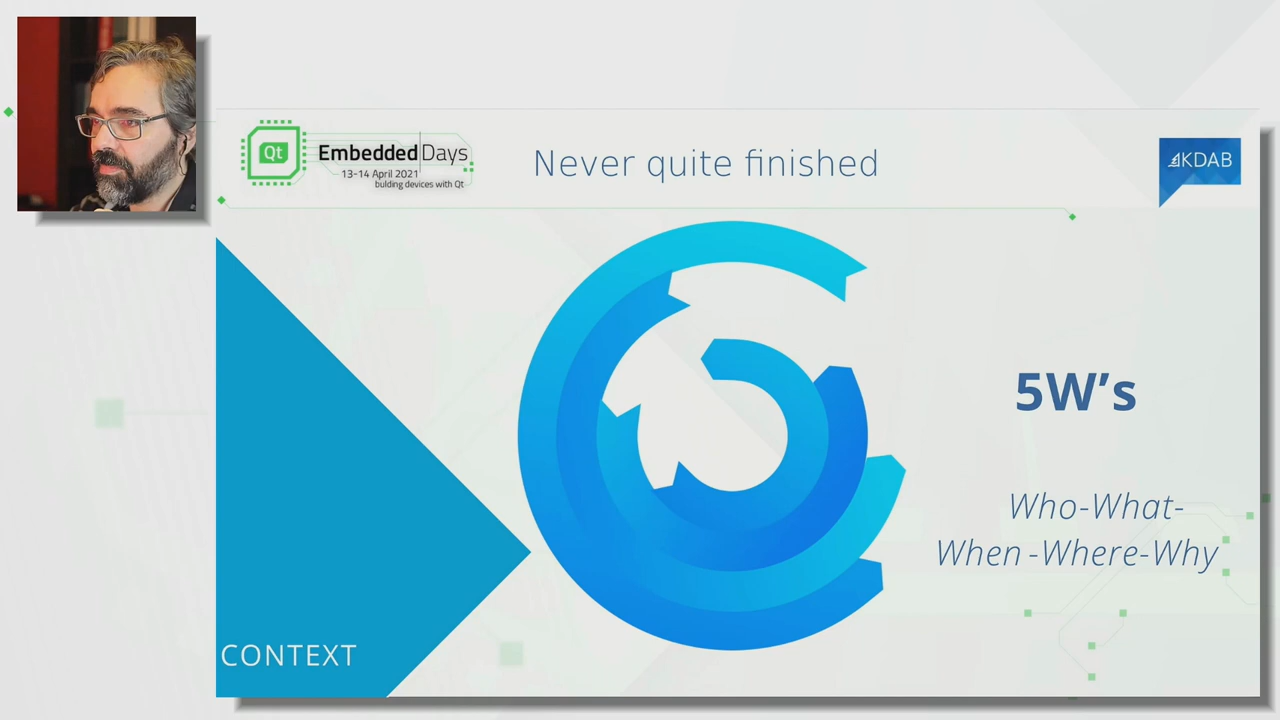 Qt
Embedded Days
13-14 April 2021
bulding devices with Qt
Never quite finished
KDAB
5W's
Who-What-
When -Where-Why
CONTEXT